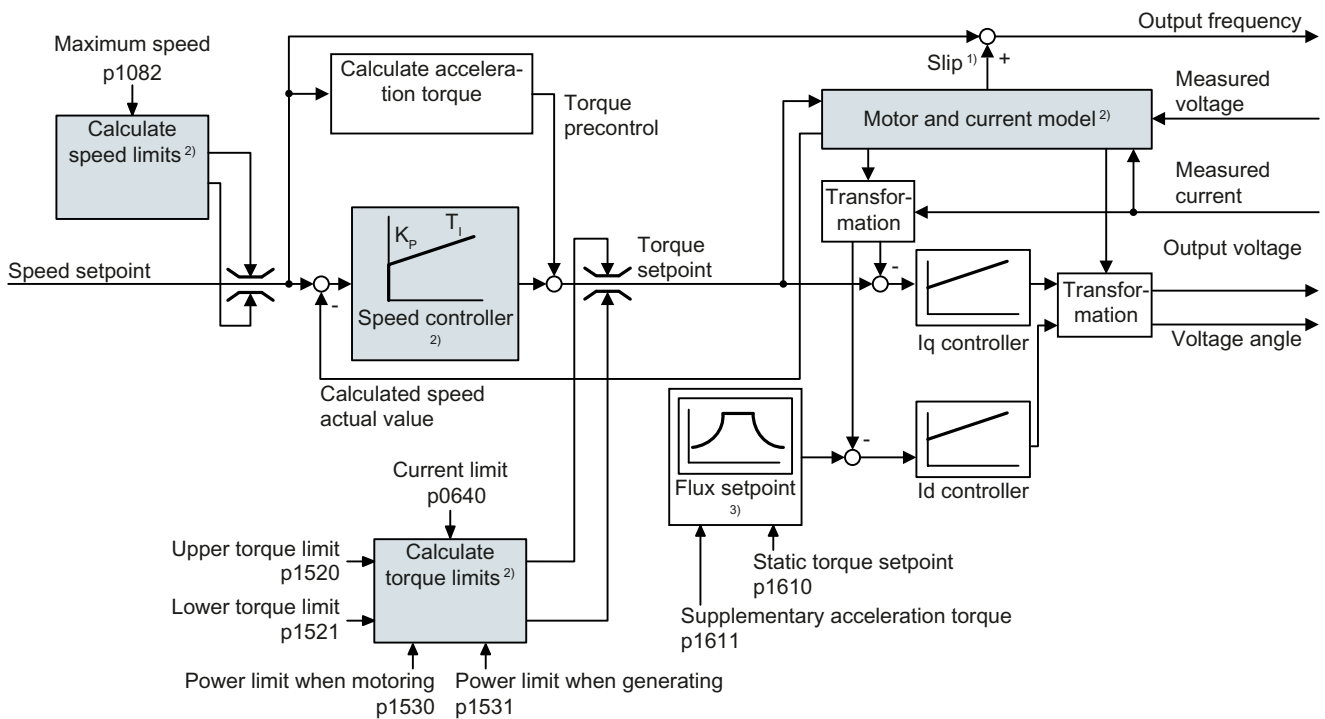 Output frequency
Maximum speed
p1082
Slip 1)
+
Calculate accelera-
tion torque
Measured
voltage
Torque
precontrol
Motor and current model 2)
Calculate
speed limits 2)
Measured
current
Transfor-
mation
KP
TI
Torque
setpoint
Output voltage
Speed setpoint
-
-
Speed controller
2)
Transfor-
mation
Iq controller
Voltage angle
Calculated speed
actual value
-
Current limit
p0640
Flux setpoint
3)
Id controller
Upper torque limit
p1520
Calculate
torque limits 2)
Static torque setpoint
p1610
Lower torque limit
p1521
Supplementary acceleration torque
p1611
Power limit when motoring
p1530
Power limit when generating
p1531